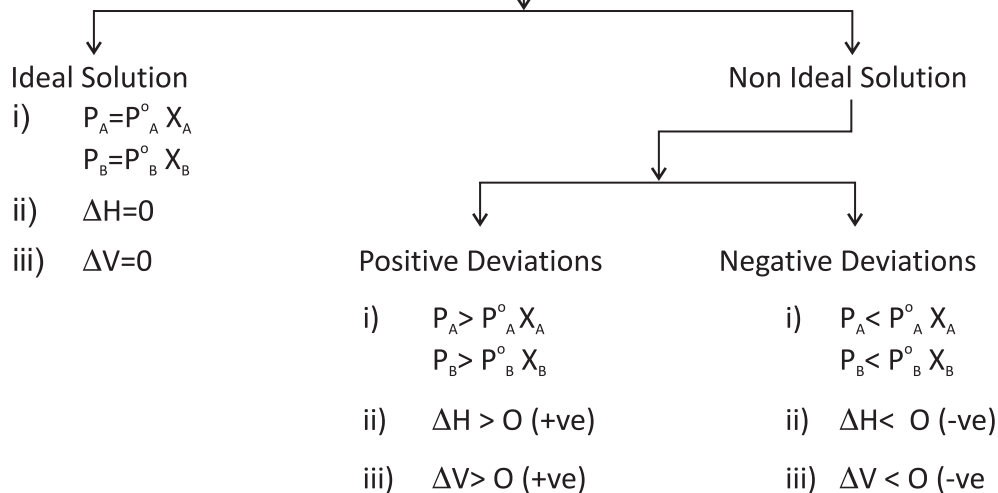 Ideal Solution
i) P_A=P°_A X_A
P_B=P°_B X_B
ii) ΔH=0
iii) ΔV=0
Non Ideal Solution
Positive Deviations
i) P_A> P°_A X_A
P_B> P°_B X_B
ii) ΔH > O (+ve)
iii) ΔV> O (+ve)
Negative Deviations
i) P_A< P°_A X_A
P_B< P°_B X_B
ii) ΔH< O (-ve)
iii) ΔV < O (-ve